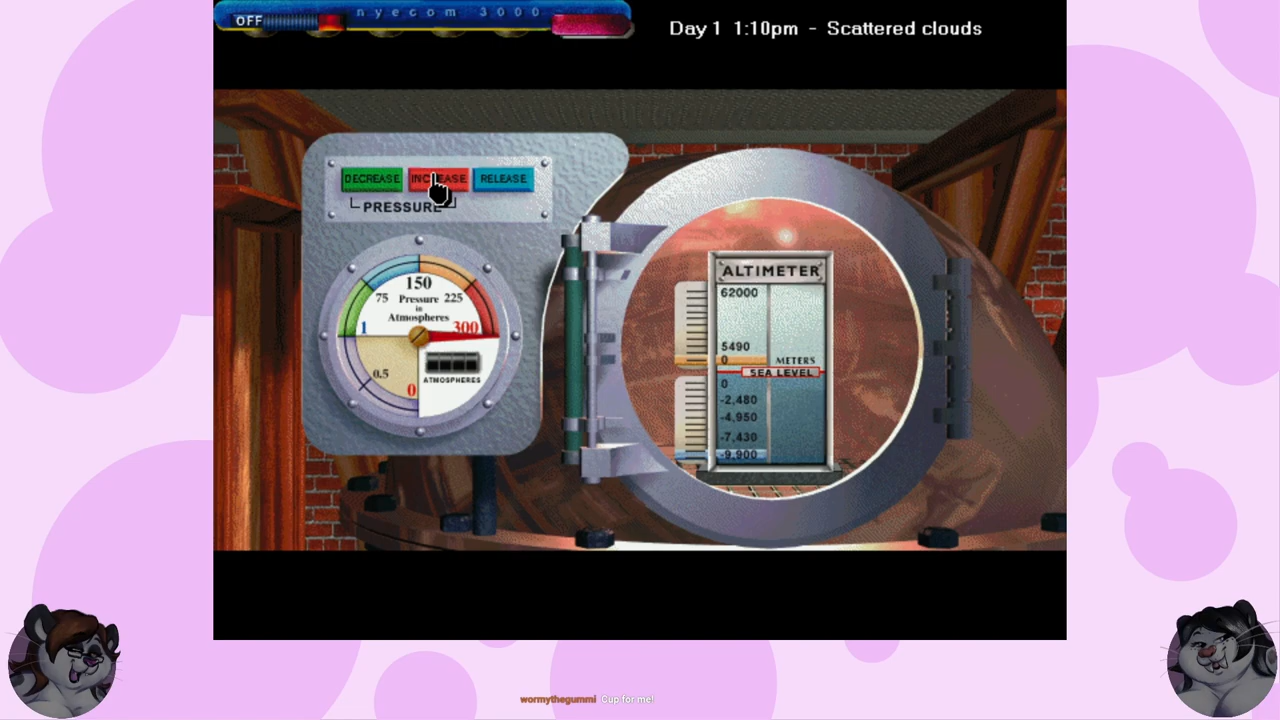 OFF
nyecom 3000
Day 1 1:10pm - Scattered clouds
DECREASE INCREASE RELEASE
PRESSURE
150
75 Pressure 225
in
Atmospheres
1 300
0.5
ATMOSPHERES
0
ALTIMETER
62000
5490
0 METERS
SEA LEVEL
0
-2,480
-4,950
-7,430
-9,900
wormythegummi Cup for me!